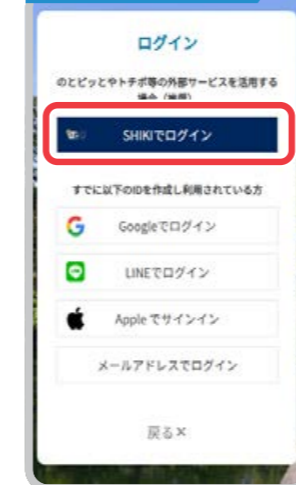 ログイン
のとピッとやトチポ等の外部サービスを活用する
場合（推奨）
SHIKIでログイン
すでに以下のIDを作成し利用されている方
Googleでログイン
LINEでログイン
Apple でサインイン
メールアドレスでログイン
戻る×